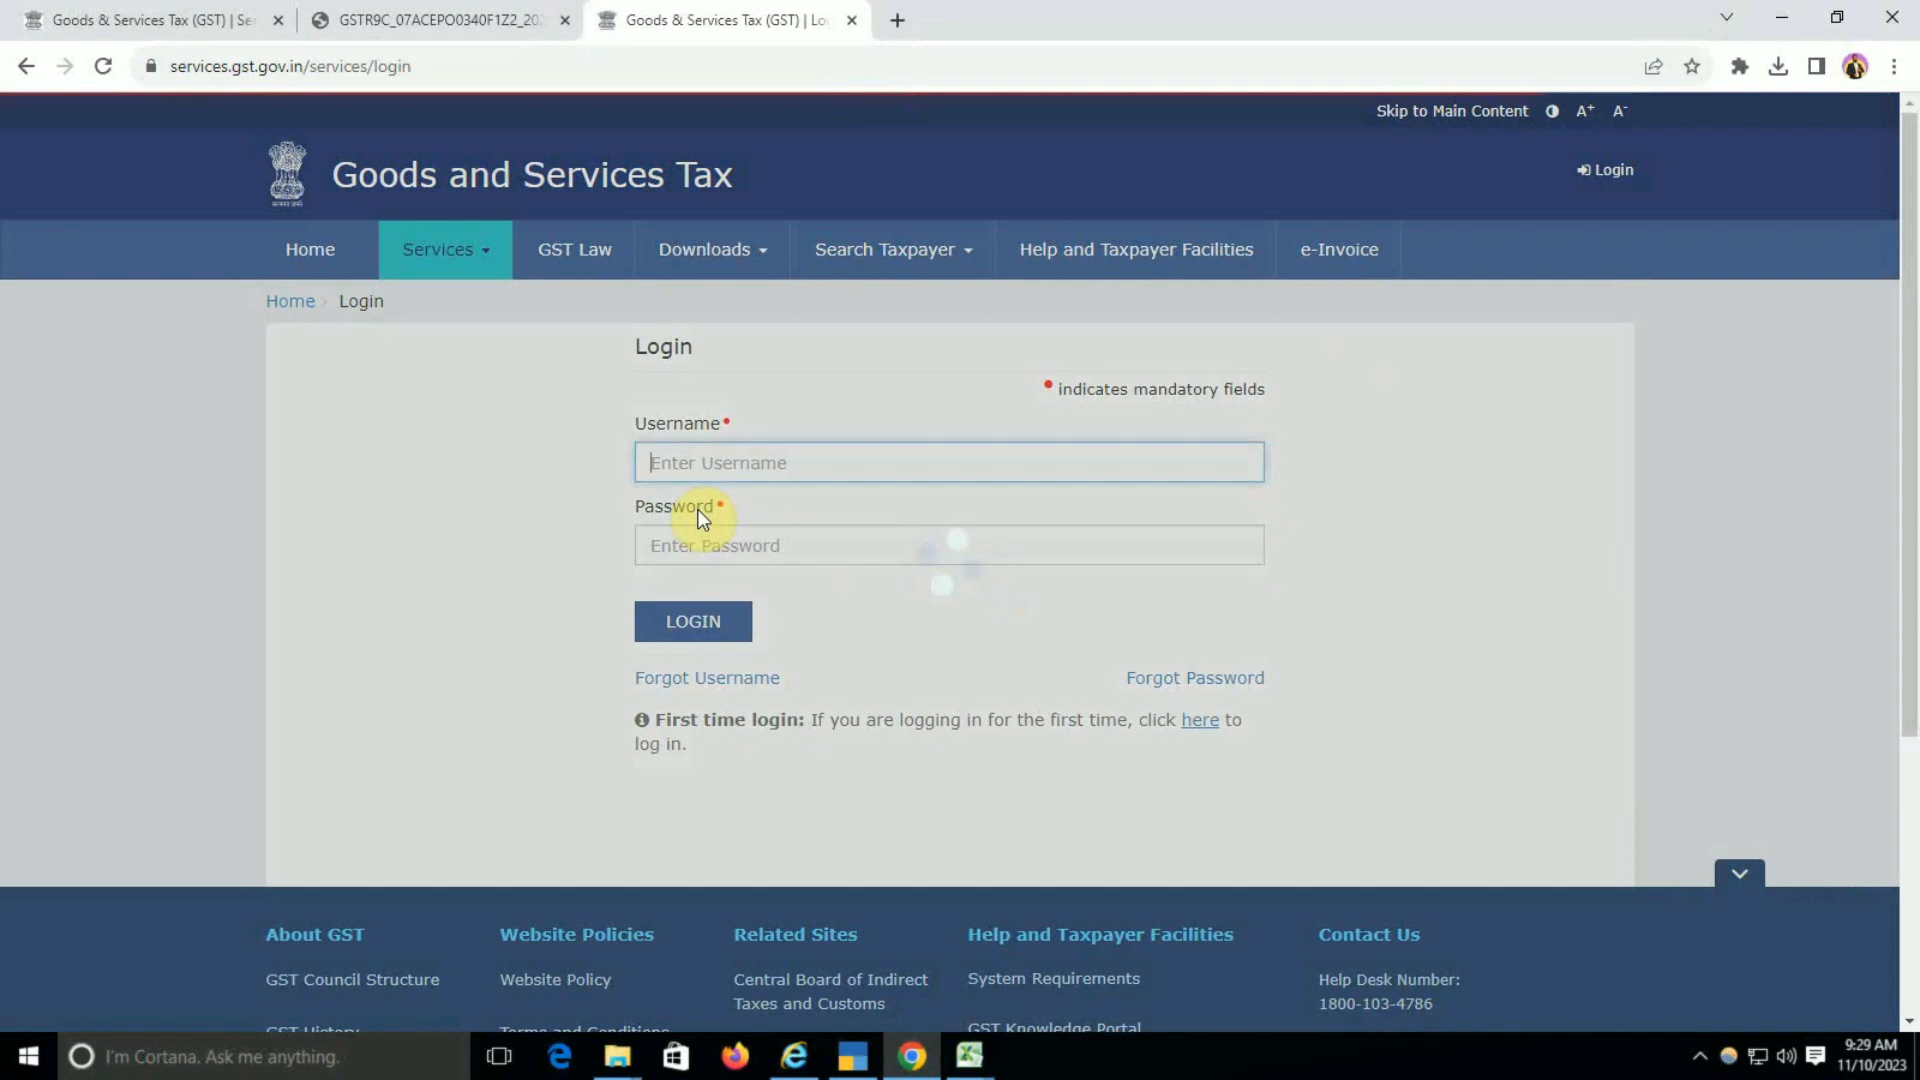 Goods & Services Tax (GST) | Se
GSTR9C_07ACEPO0340F1Z2_20
Goods & Services Tax (GST) | Lo
services.gst.gov.in/services/login
Skip to Main Content A+ A-
Goods and Services Tax
Login
Home Services GST Law Downloads Search Taxpayer Help and Taxpayer Facilities e-Invoice
Home Login
Login
indicates mandatory fields
Username
Enter Username
Password
Enter Password
LOGIN
Forgot Username Forgot Password
First time login: If you are logging in for the first time, click here to
log in.
About GST Website Policies Related Sites Help and Taxpayer Facilities Contact Us
GST Council Structure Website Policy Central Board of Indirect System Requirements Help Desk Number:
Taxes and Customs 1800-103-4786
GST History Terms and Conditions GST Knowledge Portal
I'm Cortana. Ask me anything.
9:29 AM
11/10/2023